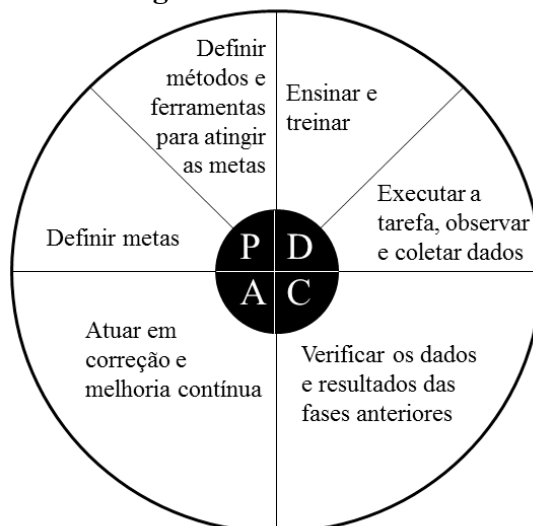 Definir
métodos e
ferramentas
para atingir
as metas
Ensinar e
treinar
Definir metas
Executar a
tarefa, observar
e coletar dados
P D
A C
Atuar em
correção e
melhoria contínua
Verificar os dados
e resultados das
fases anteriores